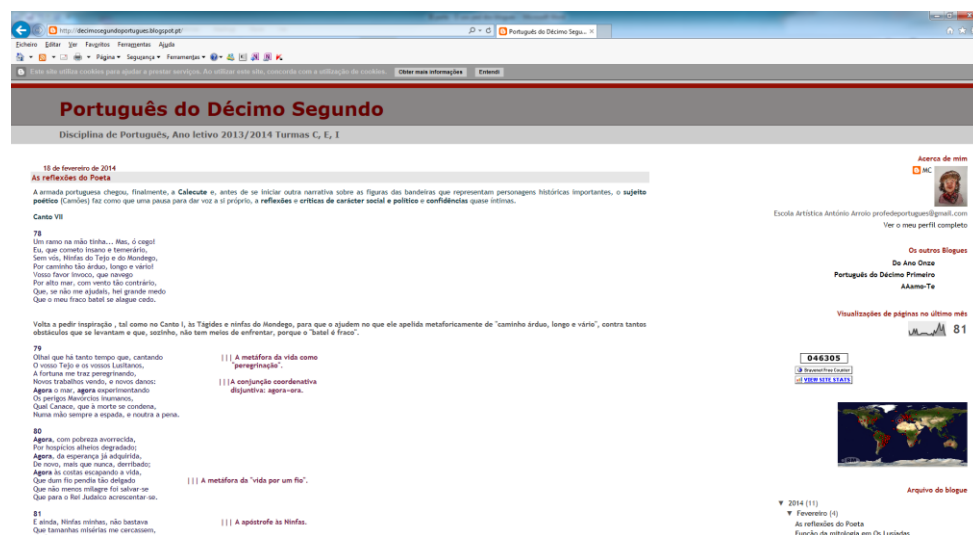 http://decimosegundoportugues.blogspot.pt/
Português do Décimo Segu...
Ficheiro Editar Ver Favoritos Ferramentas Ajuda
Página Segurança Ferramentas
Este site utiliza cookies para ajudar a prestar serviços. Ao utilizar este site, concorda com a utilização de cookies. Obter mais informações Entendi
Português do Décimo Segundo
Disciplina de Português, Ano letivo 2013/2014 Turmas C, E, I
18 de fevereiro de 2014
As reflexões do Poeta
A armada portuguesa chegou, finalmente, a Calecute e, antes de se iniciar outra narrativa sobre as figuras das bandeiras que representam personagens históricas importantes, o sujeito
poético (Camões) faz como que uma pausa para dar voz a si próprio, a reflexões e críticas de carácter social e político e confidências quase íntimas.
Canto VII
78
Um ramo na mão tinha... Mas, ó cego!
Eu, que cometo insano e temerário,
Sem vós, Ninfas do Tejo e do Mondego,
Por caminho tão árduo, longo e vário!
Vosso favor invoco, que navego
Por alto mar, com vento tão contrário,
Que, se não me ajudais, hei grande medo
Que o meu fraco batel se alague cedo.
Volta a pedir inspiração , tal como no Canto I, às Tágides e ninfas do Mondego, para que o ajudem no que ele apelida metaforicamente de "caminho árduo, longo e vário", contra tantos
obstáculos que se levantam e que, sozinho, não tem meios de enfrentar, porque o "batel é fraco".
79
Olhai que há tanto tempo que, cantando ||| A metáfora da vida como
O vosso Tejo e os vossos Lusitanos, "peregrinação".
A fortuna me traz peregrinando,
Novos trabalhos vendo, e novos danos: |||A conjunção coordenativa
Agora o mar, agora experimentando disjuntiva: agora=ora.
Os perigos Mavórcios inumanos,
Qual Canace, que à morte se condena,
Numa mão sempre a espada, e noutra a pena.
80
Agora, com pobreza avorrecida,
Por hospícios alheios degradado;
Agora, da esperança já adquirida,
De novo, mais que nunca, derribado;
Agora às costas escapando a vida,
Que dum fio pendia tão delgado ||| A metáfora da "vida por um fio".
Que não menos milagre foi salvar-se
Que para o Rei Judaico acrescentar-se.
81
E ainda, Ninfas minhas, não bastava ||| A apóstrofe às Ninfas.
Que tamanhas misérias me cercassem,
Acerca de mim
MC
Escola Artística António Arroio profedeportugues@gmail.com
Ver o meu perfil completo
Os outros Blogues
Do Ano Onze
Português do Décimo Primeiro
AAamo-Te
Visualizações de páginas no último mês
81
046305
Bravenet Free Counter
VIEW SITE STATS
Arquivo do blogue
▼ 2014 (11)
▼ Fevereiro (4)
As reflexões do Poeta
Função da mitologia em Os Lusíadas